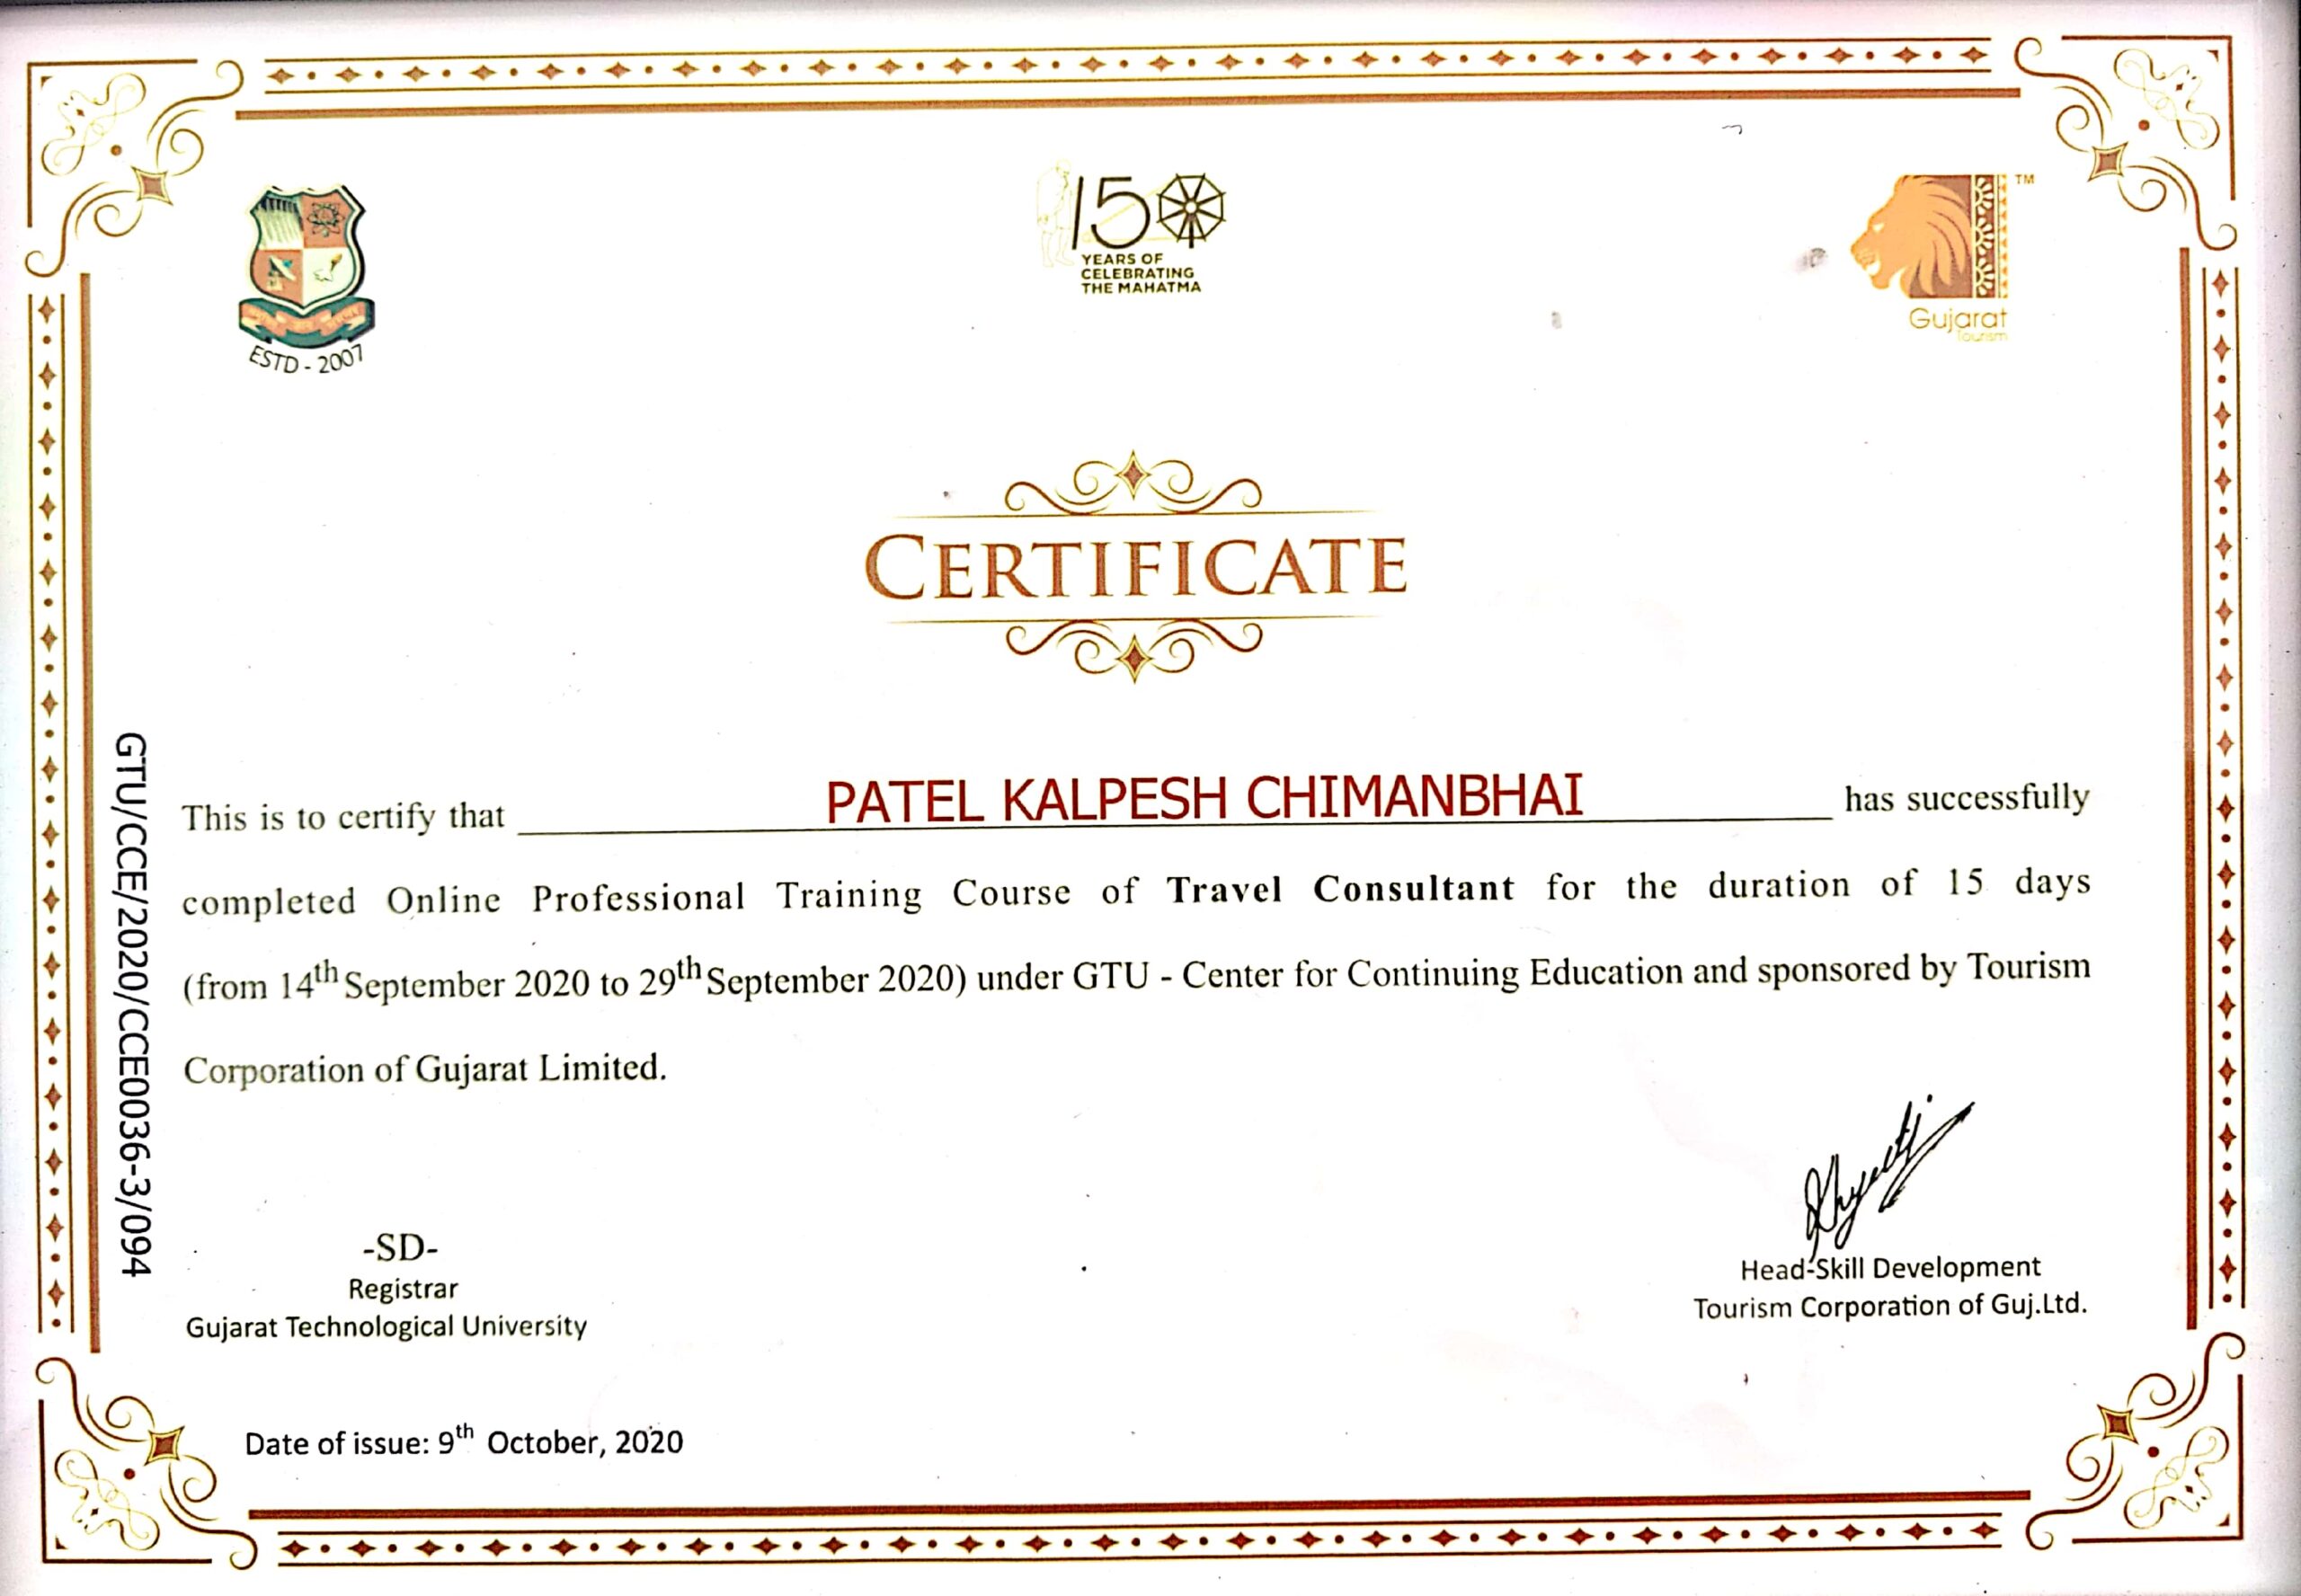 ESTD - 2007
150
YEARS OF
CELEBRATING
THE MAHATMA
TM
Gujarat
Tourism
CERTIFICATE
GTU/CCE/2020/CCE0036-3/094
This is to certify that PATEL KALPESH CHIMANBHAI has successfully
completed Online Professional Training Course of Travel Consultant for the duration of 15 days
(from 14th September 2020 to 29th September 2020) under GTU - Center for Continuing Education and sponsored by Tourism
Corporation of Gujarat Limited.
-SD-
Registrar
Gujarat Technological University
Head-Skill Development
Tourism Corporation of Guj.Ltd.
Date of issue: 9th October, 2020